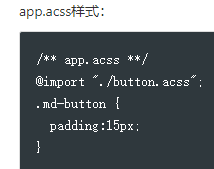 app.acss样式：
/** app.acss **/
@import "./button.acss";
.md-button {
  padding:15px;
}